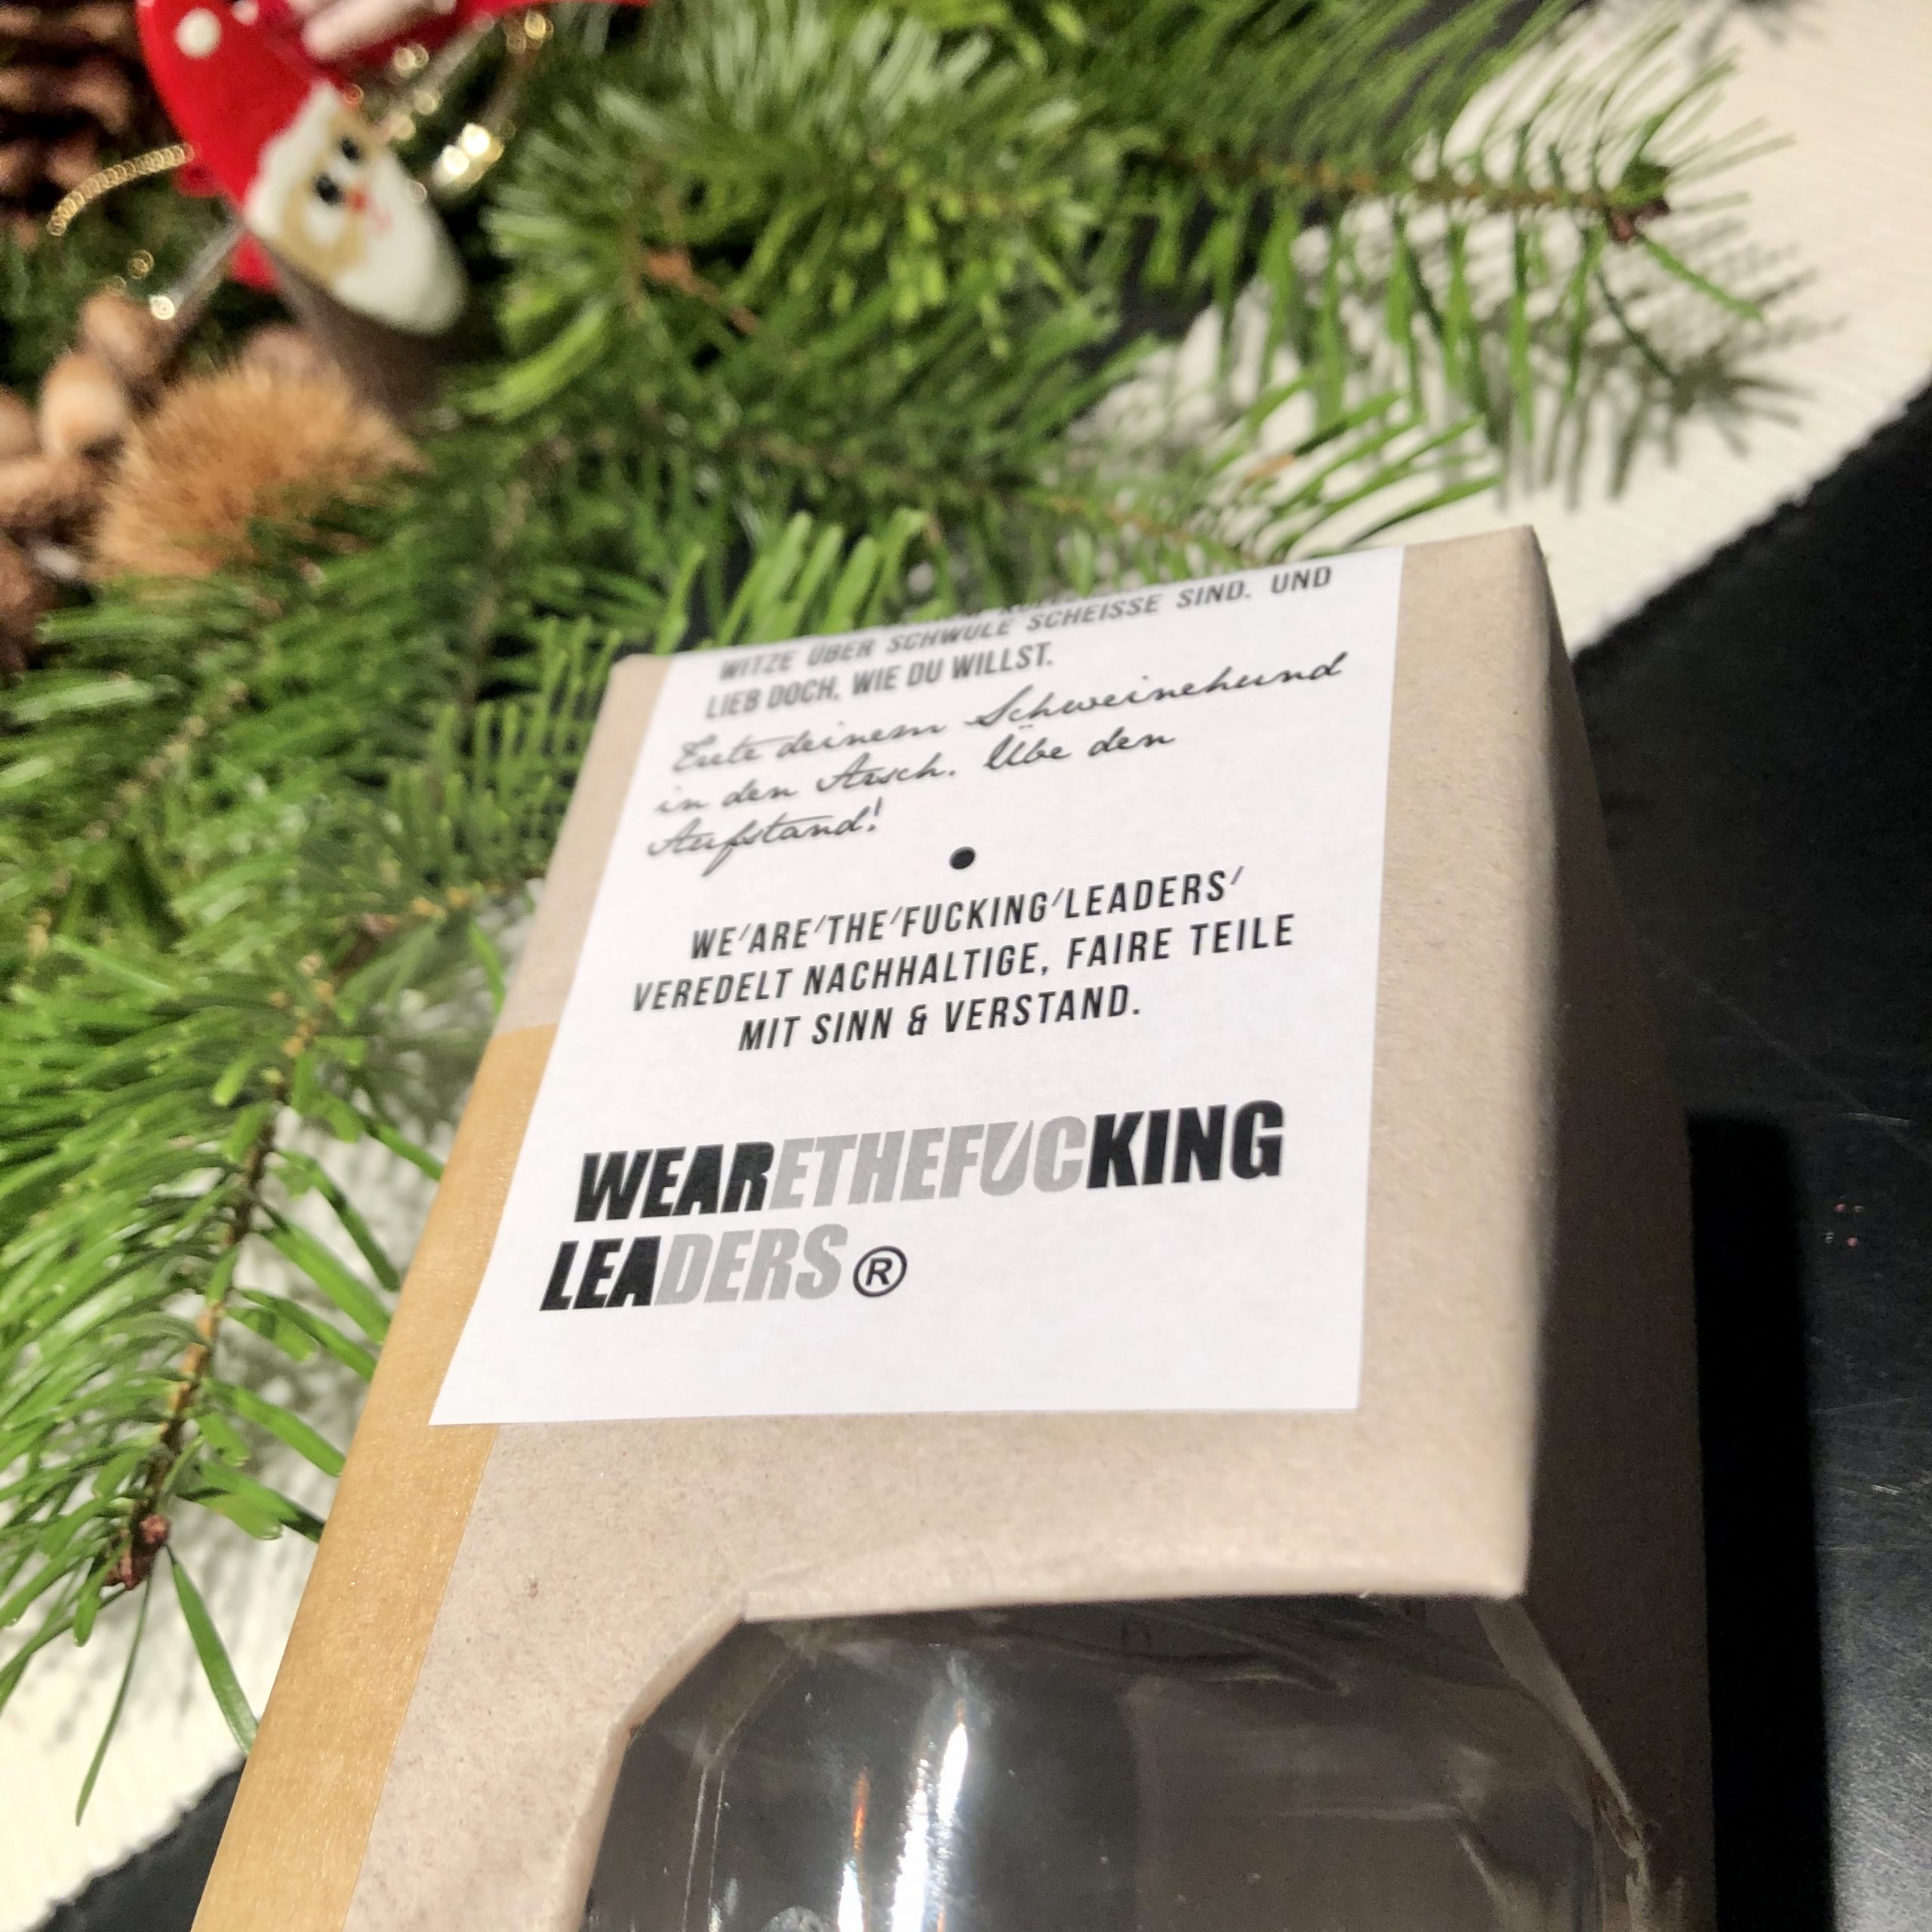 WITZE ÜBER SCHWULE SCHEISSE SIND. UND
LIEB DOCH, WIE DU WILLST.
Trete deinem Schweinehund
in den Arsch. Übe den
Aufstand!
WE/ARE/THE/FUCKING/LEADERS/
VEREDELT NACHHALTIGE, FAIRE TEILE
MIT SINN & VERSTAND.
WEARETHEFUCKING
LEADERS®